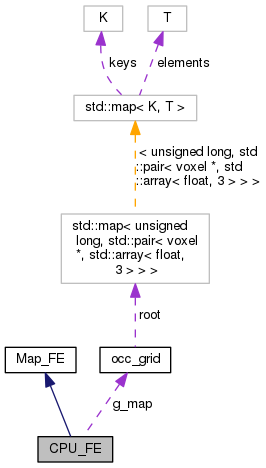 K
T
keys
elements
std::map< K, T >
< unsigned long, std
::pair< voxel *, std
::array< float, 3 > > >
std::map< unsigned
long, std::pair< voxel
*, std::array< float,
3 > > >
root
Map_FE
occ_grid
g_map
CPU_FE